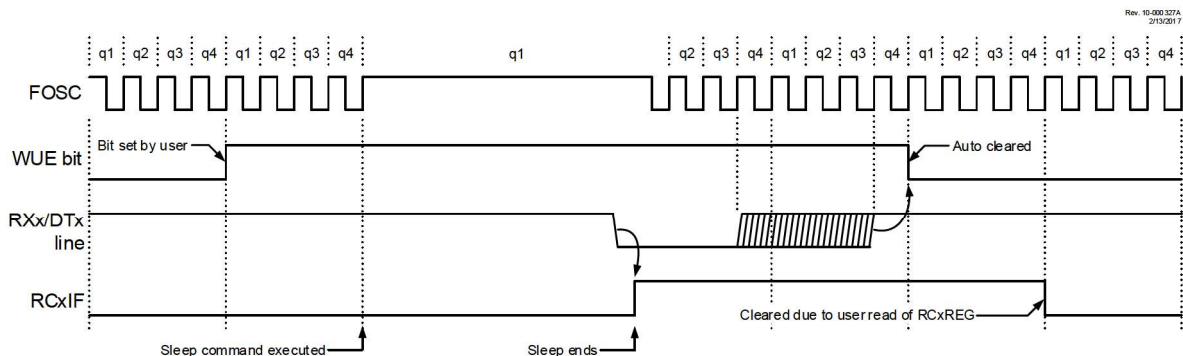 Rev. 10-000327A
2/13/2017
q1 q2 q3 q4 q1 q2 q3 q4 q1 q2 q3 q4 q1 q2 q3 q4 q1 q2 q3 q4 q1 q2 q3 q4
FOSC
Bit set by user
Auto cleared
WUE bit
RXx/DTx
line
RCxIF
Cleared due to user read of RCxREG
Sleep command executed
Sleep ends